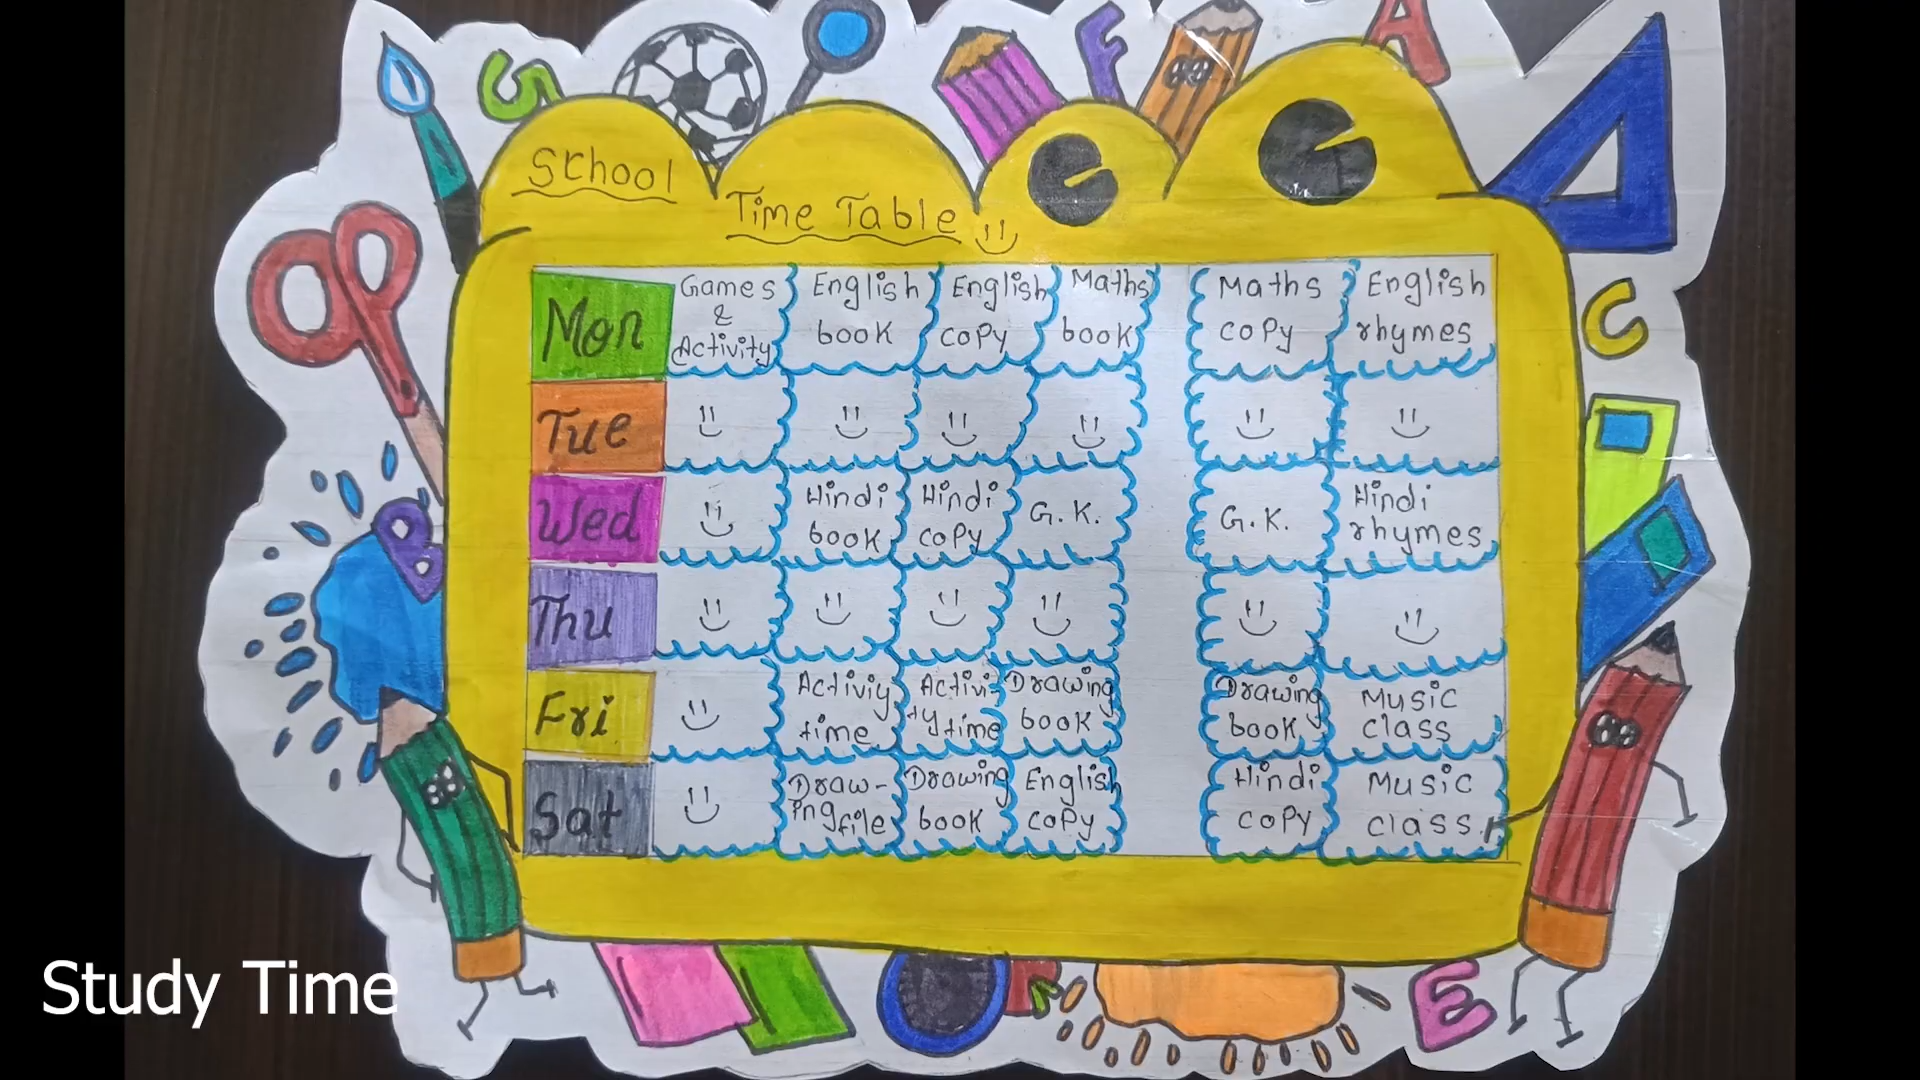 School
Time Table
Mon
Games
&
Activity
English
book
English
copy
Maths
book
Maths
copy
English
rhymes
Tue
Wed
Hindi
book
Hindi
copy
G.K.
G.K.
Hindi
rhymes
Thu
Fri
Activiy
time
Activi-
ty time
Drawing
book
Drawing
book
Music
class
Sat
Draw-
ing file
Drawing
book
English
copy
Hindi
copy
Music
class.
S
F
A
C
B
E
Study Time